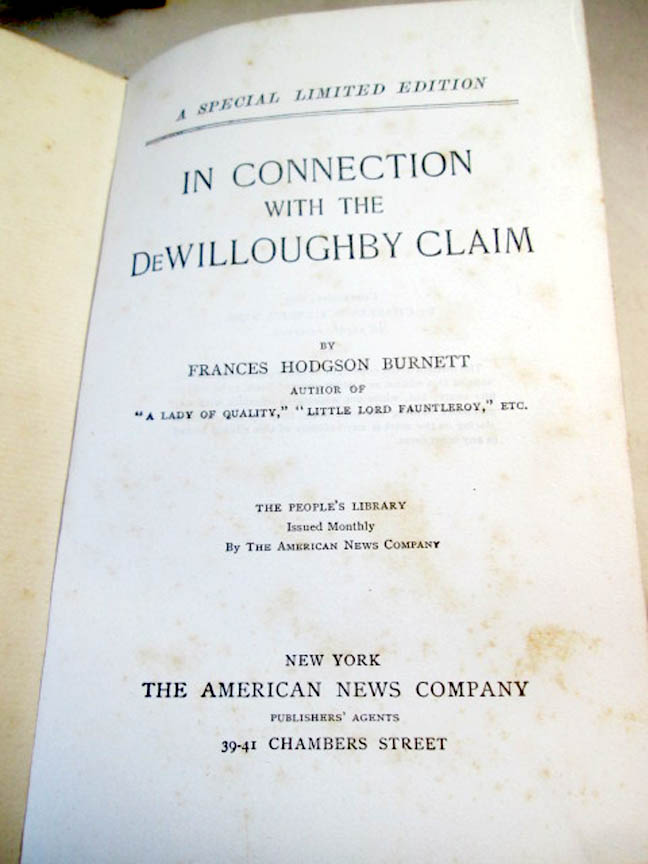 A SPECIAL LIMITED EDITION
IN CONNECTION
WITH THE
DEWILLOUGHBY CLAIM
BY
FRANCES HODGSON BURNETT
AUTHOR OF
"A LADY OF QUALITY," "LITTLE LORD FAUNTLEROY," ETC.
THE PEOPLE'S LIBRARY
Issued Monthly
By THE AMERICAN NEWS COMPANY
NEW YORK
THE AMERICAN NEWS COMPANY
PUBLISHERS' AGENTS
39-41 CHAMBERS STREET